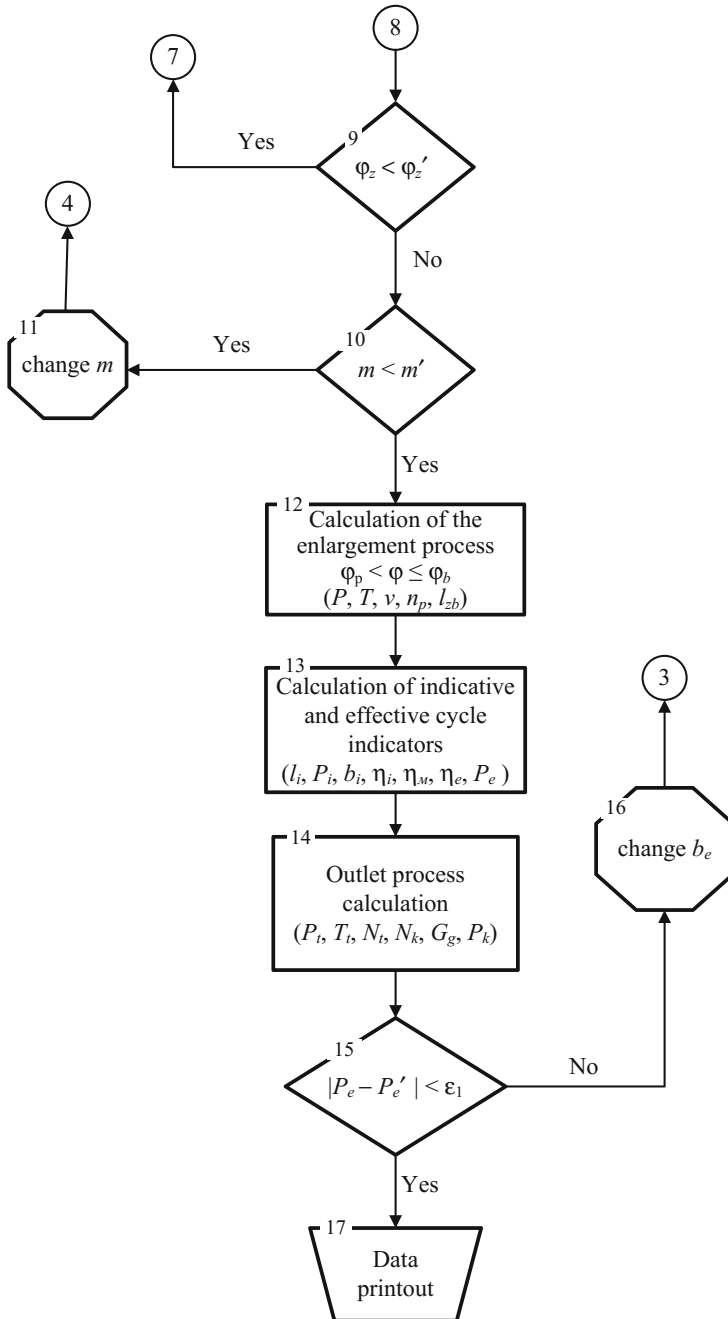 8
7
9
Yes
φz < φz′
4
No
11
10
Yes
change m
m < m′
Yes
12
Calculation of the
enlargement process
φp < φ ≤ φb
(P, T, v, np, lzb)
13
3
Calculation of indicative
and effective cycle
indicators
(li, Pi, bi, ηi, ηм, ηe, Pe )
16
change be
14
Outlet process
calculation
(Pt, Tt, Nt, Nk, Gg, Pk)
15
No
|Pe – Pe′ | < ε1
Yes
17
Data
printout